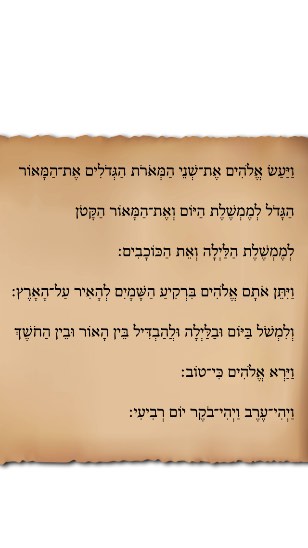 וַיַּעַשׂ אֱלֹהִים אֶת־שְׁנֵי הַמְּאֹרֹת הַגְּדֹלִים אֶת־הַמָּאוֹר
הַגָּדֹל לְמֶמְשֶׁלֶת הַיּוֹם וְאֶת־הַמָּאוֹר הַקָּטֹן
לְמֶמְשֶׁלֶת הַלַּיְלָה וְאֵת הַכּוֹכָבִים:
וַיִּתֵּן אֹתָם אֱלֹהִים בִּרְקִיעַ הַשָּׁמָיִם לְהָאִיר עַל־הָאָרֶץ:
וְלִמְשֹׁל בַּיּוֹם וּבַלַּיְלָה וּלֲהַבְדִּיל בֵּין הָאוֹר וּבֵין הַחֹשֶׁךְ
וַיַּרְא אֱלֹהִים כִּי־טוֹב:
וַיְהִי־עֶרֶב וַיְהִי־בֹקֶר יוֹם רְבִיעִי: